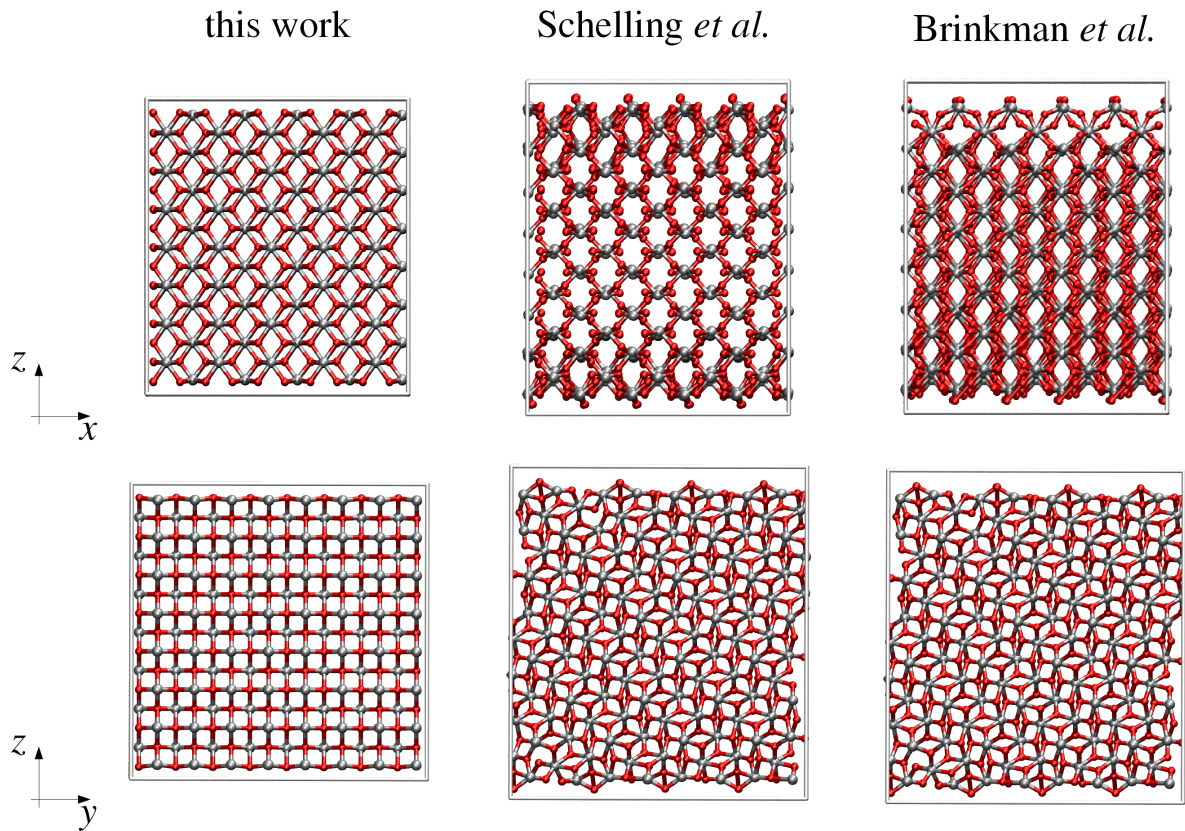 this work
Schelling et al.
Brinkman et al.
z
x
z
y